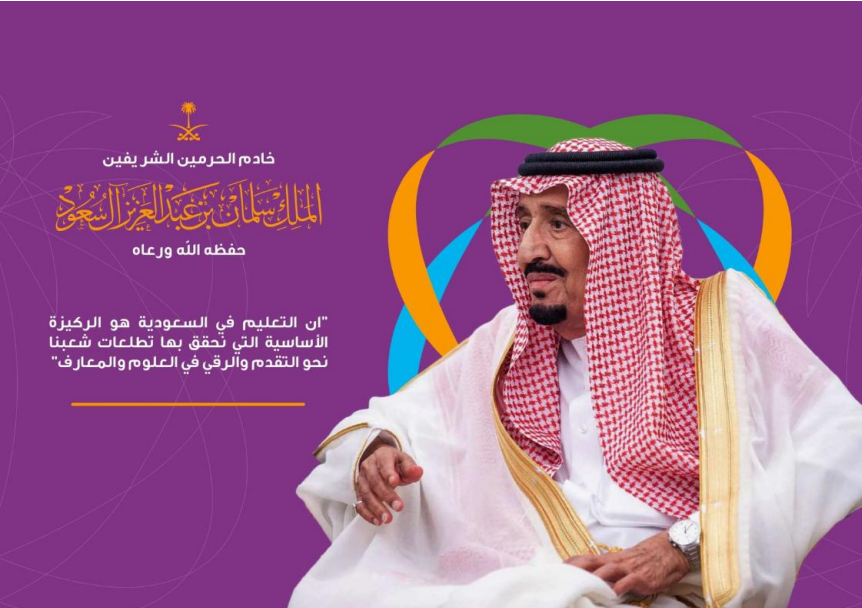 خادم الحرمين الشريفين
الملك سلمان بن عبدالعزيز آل سعود
حفظه الله ورعاه
"ان التعليم في السعودية هو الركيزة
الأساسية التي نحقق بها تطلعات شعبنا
نحو التقدم والرقي في العلوم والمعارف"